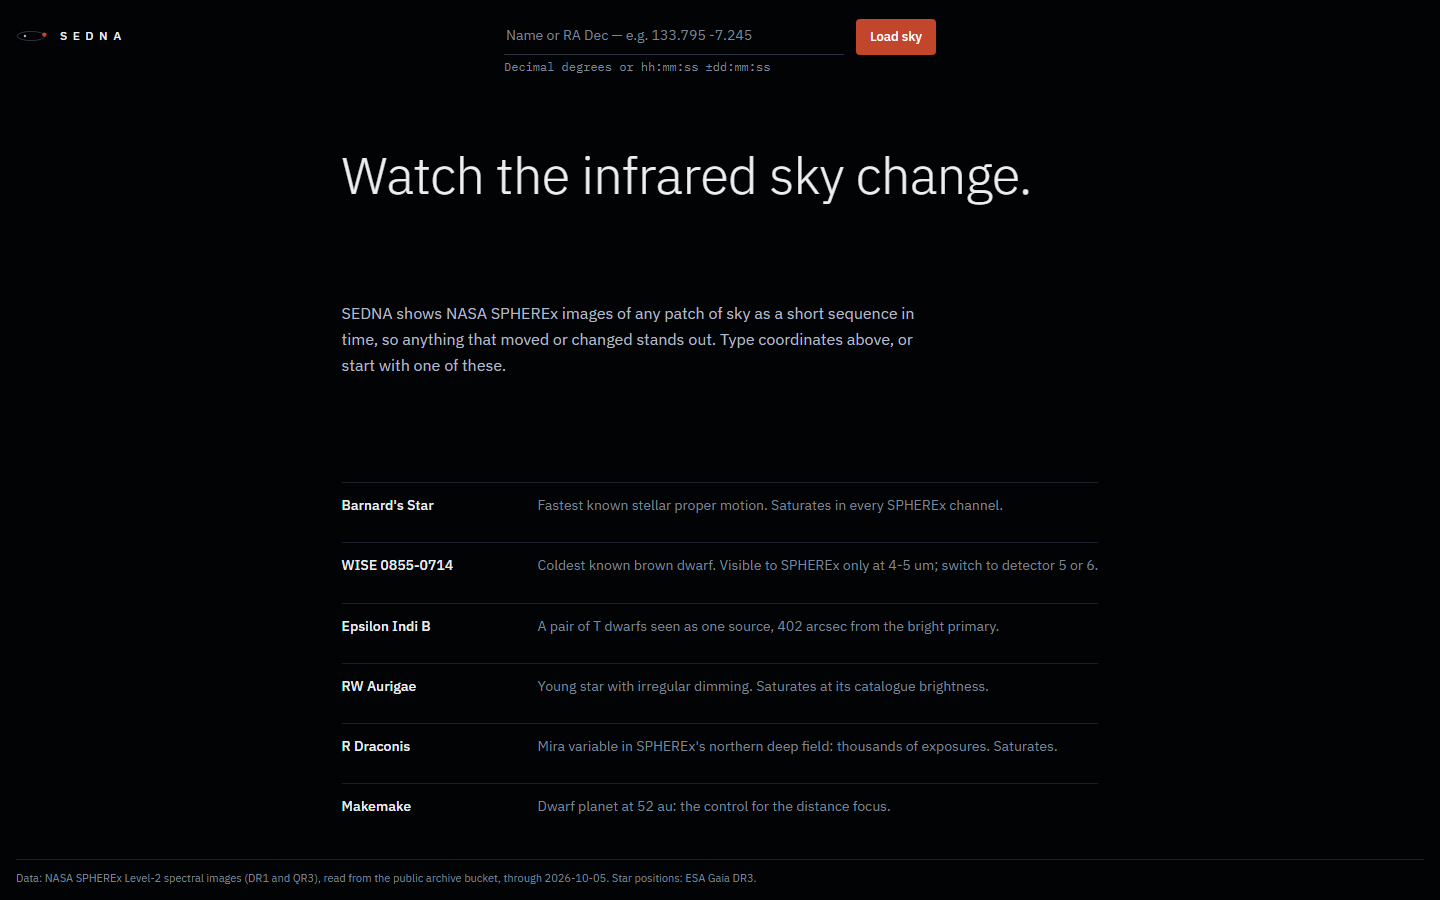 SEDNA
Name or RA Dec — e.g. 133.795 -7.245
Load sky
Decimal degrees or hh:mm:ss ±dd:mm:ss
Watch the infrared sky change.
SEDNA shows NASA SPHEREx images of any patch of sky as a short sequence in
time, so anything that moved or changed stands out. Type coordinates above, or
start with one of these.
Barnard's Star
Fastest known stellar proper motion. Saturates in every SPHEREx channel.
WISE 0855-0714
Coldest known brown dwarf. Visible to SPHEREx only at 4-5 um; switch to detector 5 or 6.
Epsilon Indi B
A pair of T dwarfs seen as one source, 402 arcsec from the bright primary.
RW Aurigae
Young star with irregular dimming. Saturates at its catalogue brightness.
R Draconis
Mira variable in SPHEREx's northern deep field: thousands of exposures. Saturates.
Makemake
Dwarf planet at 52 au: the control for the distance focus.
Data: NASA SPHEREx Level-2 spectral images (DR1 and QR3), read from the public archive bucket, through 2026-10-05. Star positions: ESA Gaia DR3.